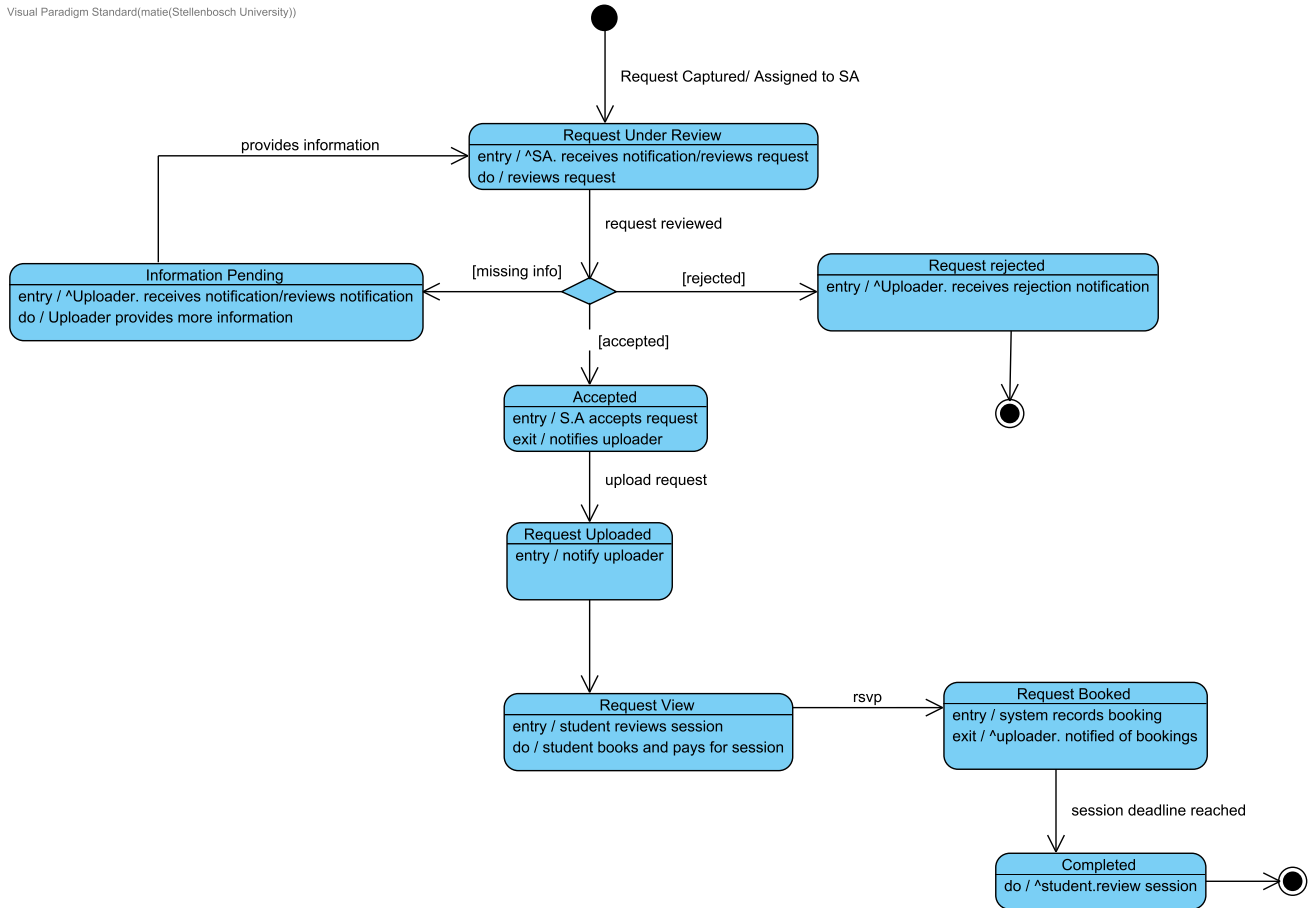 Visual Paradigm Standard(matie(Stellenbosch University))
Request Captured/ Assigned to SA
Request Under Review
entry / ^SA. receives notification/reviews request
do / reviews request
provides information
request reviewed
Information Pending
entry / ^Uploader. receives notification/reviews notification
do / Uploader provides more information
[missing info]
[rejected]
Request rejected
entry / ^Uploader. receives rejection notification
[accepted]
Accepted
entry / S.A accepts request
exit / notifies uploader
upload request
Request Uploaded
entry / notify uploader
Request View
entry / student reviews session
do / student books and pays for session
rsvp
Request Booked
entry / system records booking
exit / ^uploader. notified of bookings
session deadline reached
Completed
do / ^student.review session